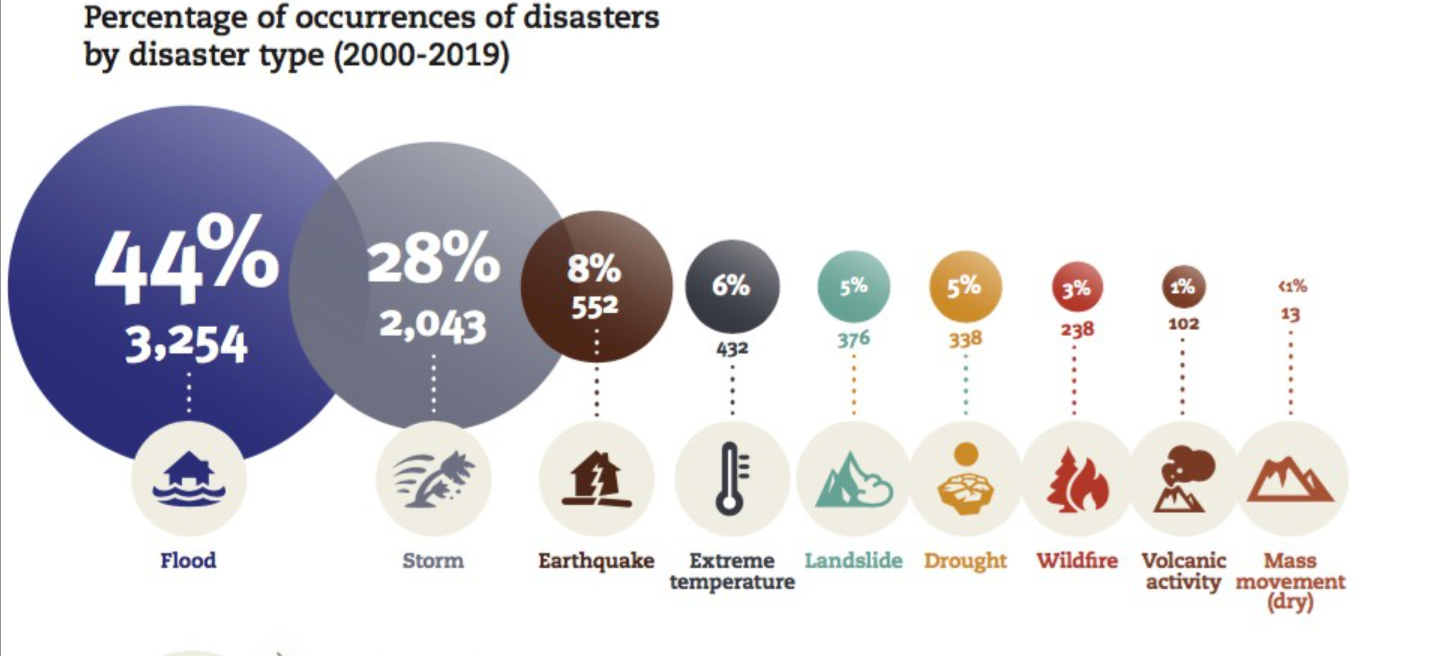 Percentage of occurrences of disasters
by disaster type (2000-2019)
44%
3,254
28%
2,043
8%
552
6%
432
5%
376
5%
338
3%
238
1%
102
<1%
13
Flood
Storm
Earthquake
Extreme
temperature
Landslide
Drought
Wildfire
Volcanic
activity
Mass
movement
(dry)